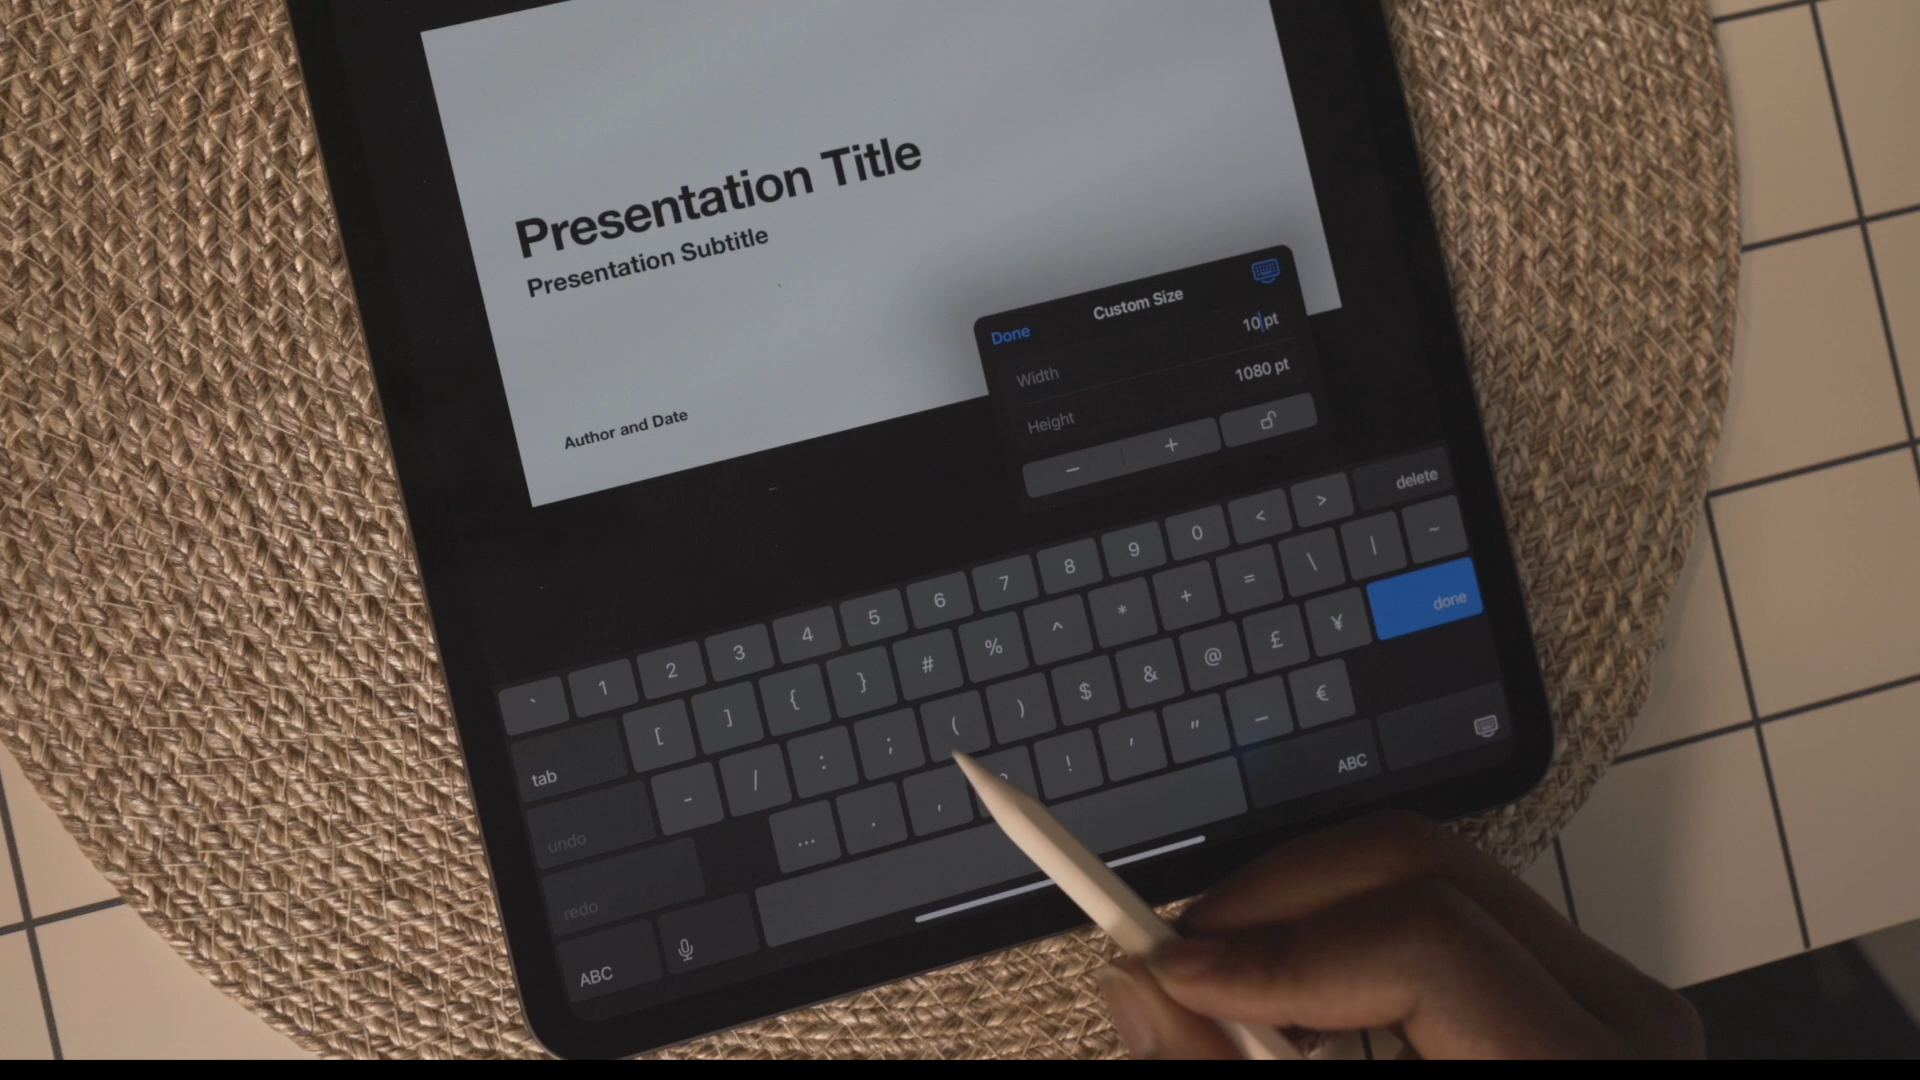 Presentation Title
Presentation Subtitle
Author and Date
Done
Custom Size
Width
10 pt
Height
1080 pt
− +
` 1 2 3 4 5 6 7 8 9 0 < > delete
tab [ ] { } # % ^ * + = \ | ~
undo - / : ; ( ) $ & @ £ ¥ done
redo ... . , ? ! ' " _ €
ABC ABC